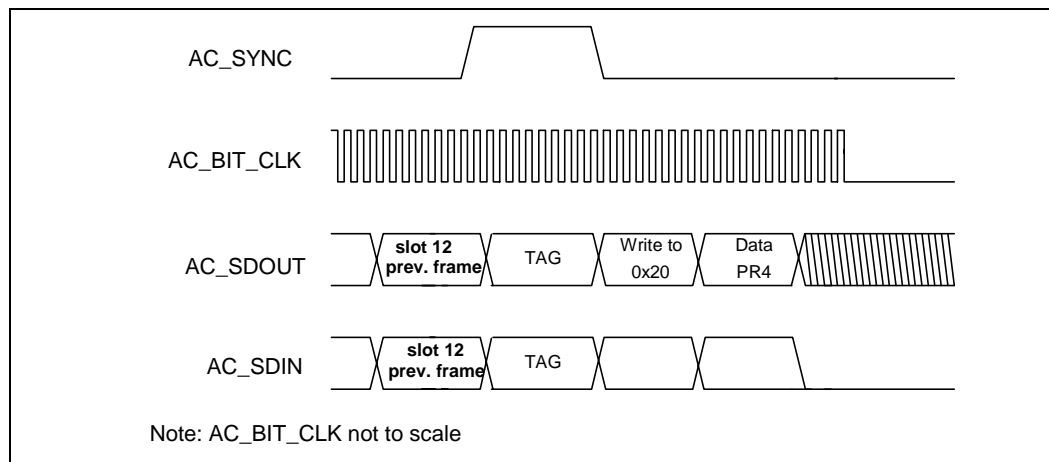 AC_SYNC
AC_BIT_CLK
AC_SDOUT
slot 12
prev. frame
TAG
Write to
0x20
Data
PR4
AC_SDIN
slot 12
prev. frame
TAG
Note: AC_BIT_CLK not to scale